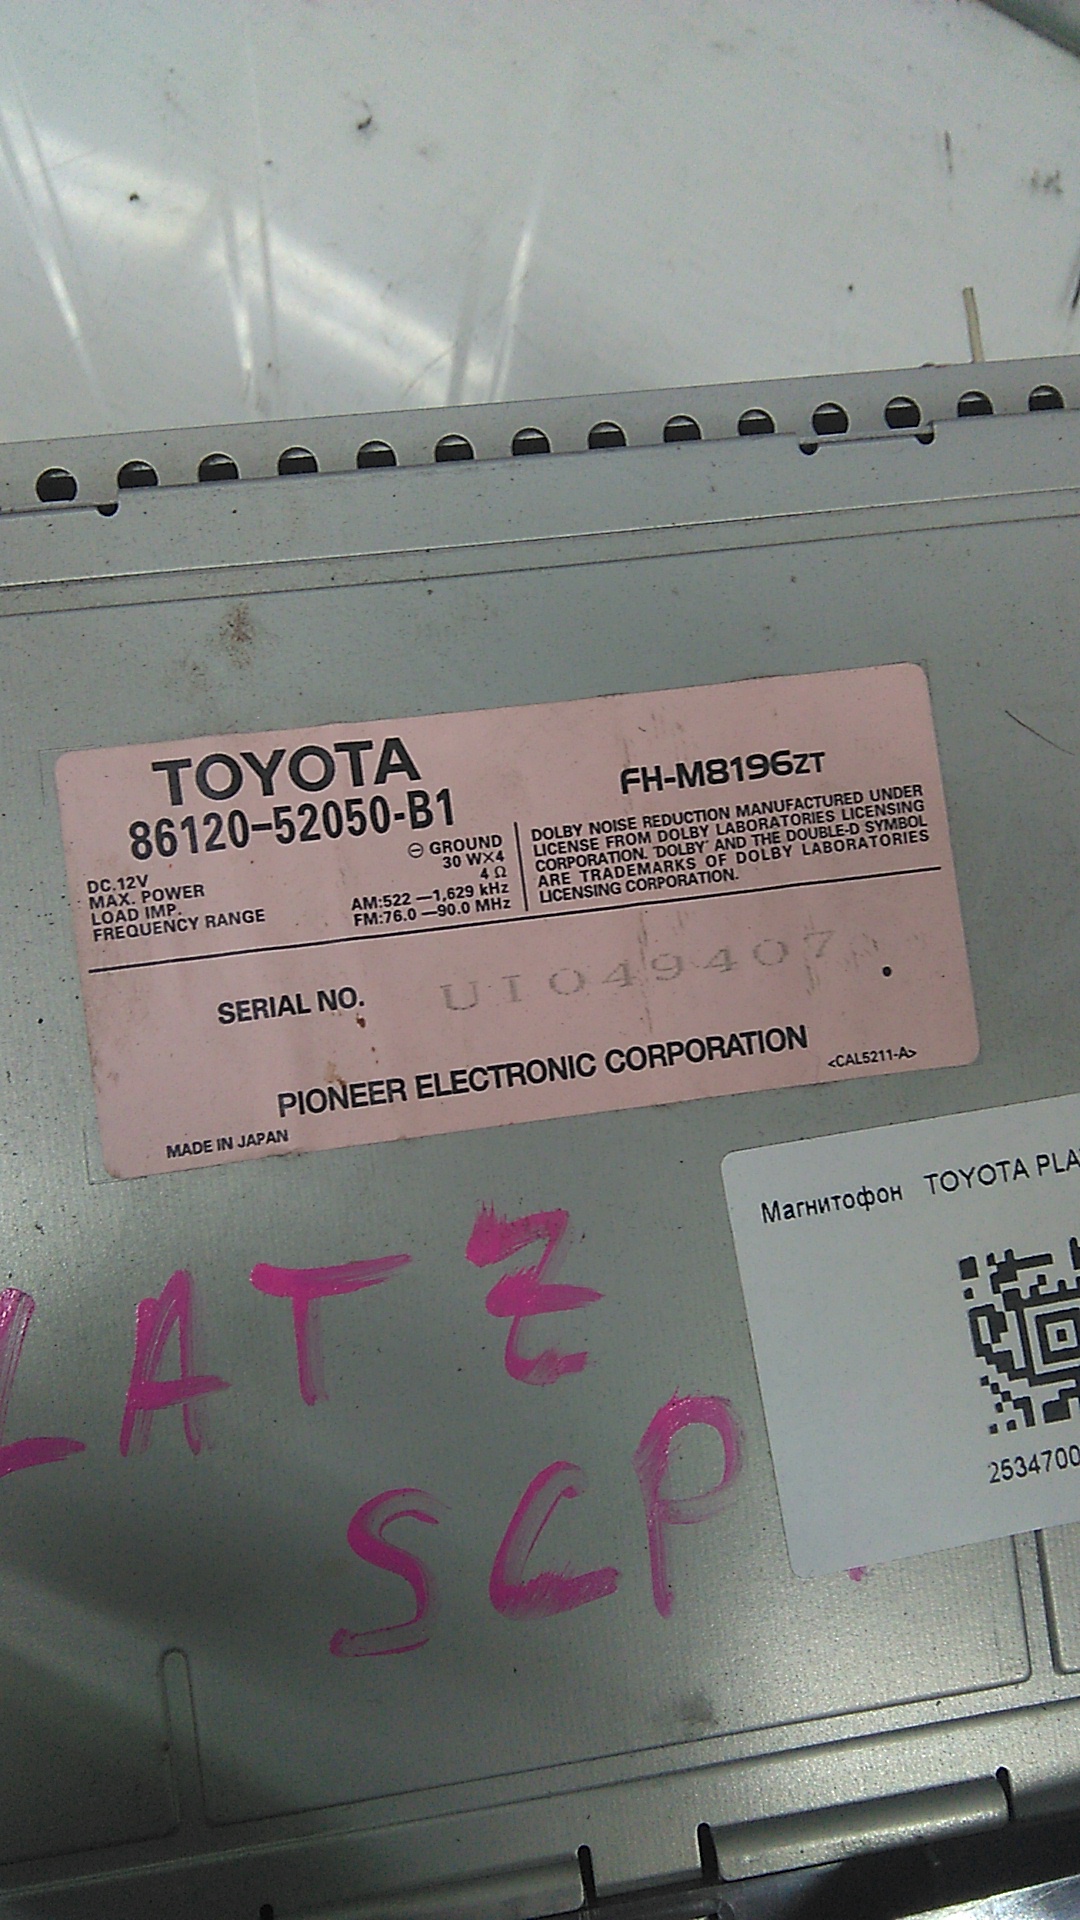 TOYOTA
86120-52050-B1
⊖ GROUND
DC.12V
MAX. POWER 30 W×4
LOAD IMP. 4 Ω
FREQUENCY RANGE AM:522 —1,629 kHz
FM:76.0 —90.0 MHz
FH-M8196ZT
DOLBY NOISE REDUCTION MANUFACTURED UNDER
LICENSE FROM DOLBY LABORATORIES LICENSING
CORPORATION. 'DOLBY' AND THE DOUBLE-D SYMBOL
ARE TRADEMARKS OF DOLBY LABORATORIES
LICENSING CORPORATION.
SERIAL NO. UI049407
PIONEER ELECTRONIC CORPORATION
<CAL5211-A>
MADE IN JAPAN
Магнитофон TOYOTA PLA
2534700
LATZ
SCP